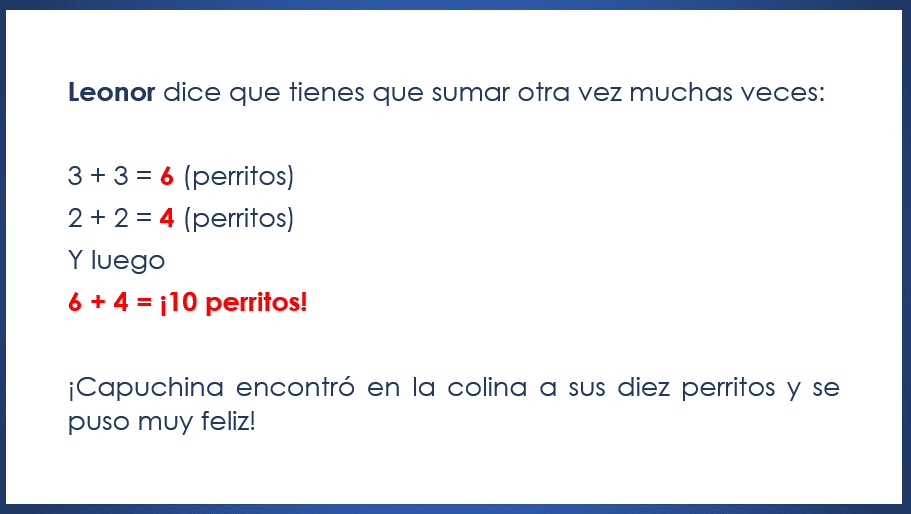 Leonor dice que tienes que sumar otra vez muchas veces:
3 + 3 = 6 (perritos)
2 + 2 = 4 (perritos)
Y luego
6 + 4 = ¡10 perritos!
¡Capuchina encontró en la colina a sus diez perritos y se
puso muy feliz!